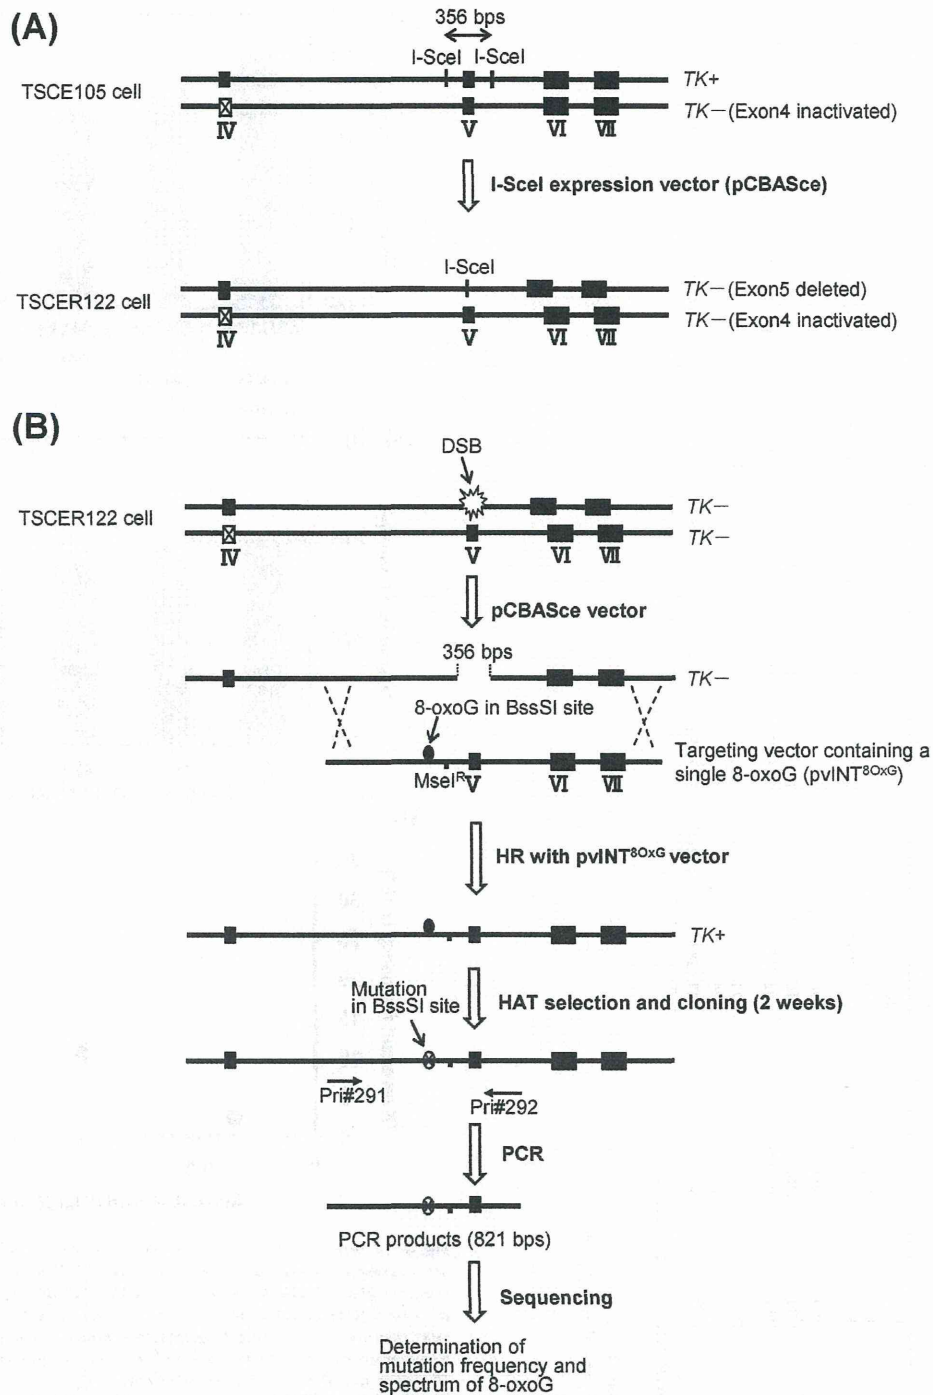 (A)
356 bps
I-SceI I-SceI
TSCE105 cell
TK+
TK−(Exon4 inactivated)
IV V VI VII
I-SceI expression vector (pCBASce)
I-SceI
TSCER122 cell
TK−(Exon5 deleted)
TK−(Exon4 inactivated)
IV V VI VII
(B)
DSB
TSCER122 cell
TK−
TK−
IV V VI VII
pCBASce vector
356 bps
TK−
8-oxoG in BssSI site
Targeting vector containing a
single 8-oxoG (pvINT8OxG)
MseIR V VI VII
HR with pvINT8OxG vector
TK+
Mutation
in BssSI site
HAT selection and cloning (2 weeks)
Pri#291
Pri#292
PCR
PCR products (821 bps)
Sequencing
Determination of
mutation frequency and
spectrum of 8-oxoG